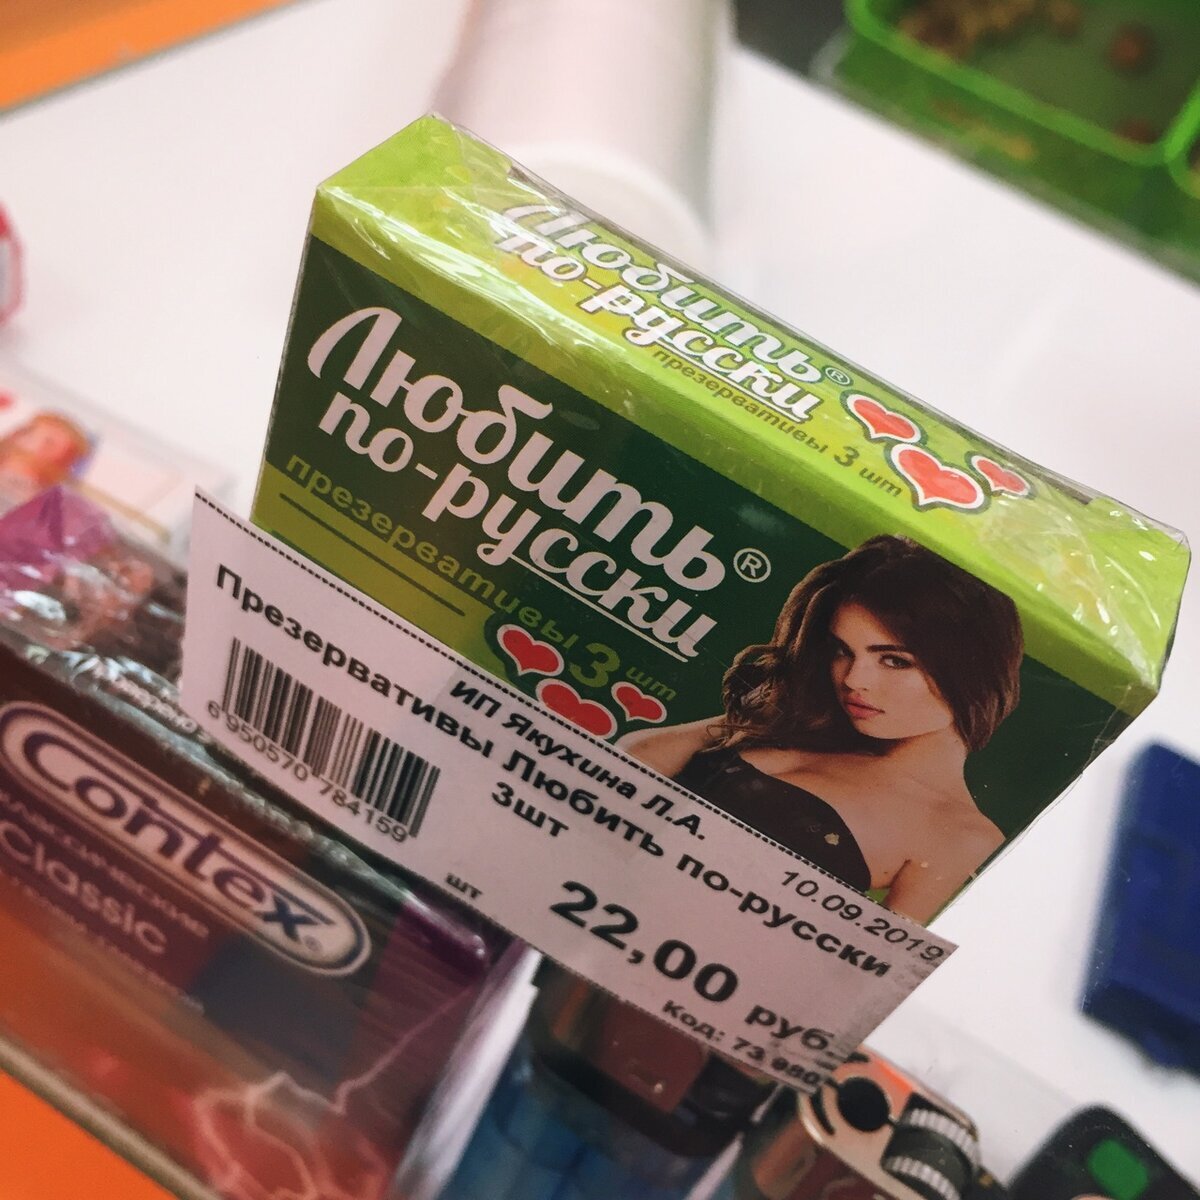 Любить
по-русски®
презервативы 3 шт
Любить®
по-русски
презервативы 3 шт
ИП Якухина Л.А.
10.09.2019
Презервативы Любить по-русски
3шт
6 950570 784159
шт
22,00 руб.
Код: 73 980
Contex®
Classic